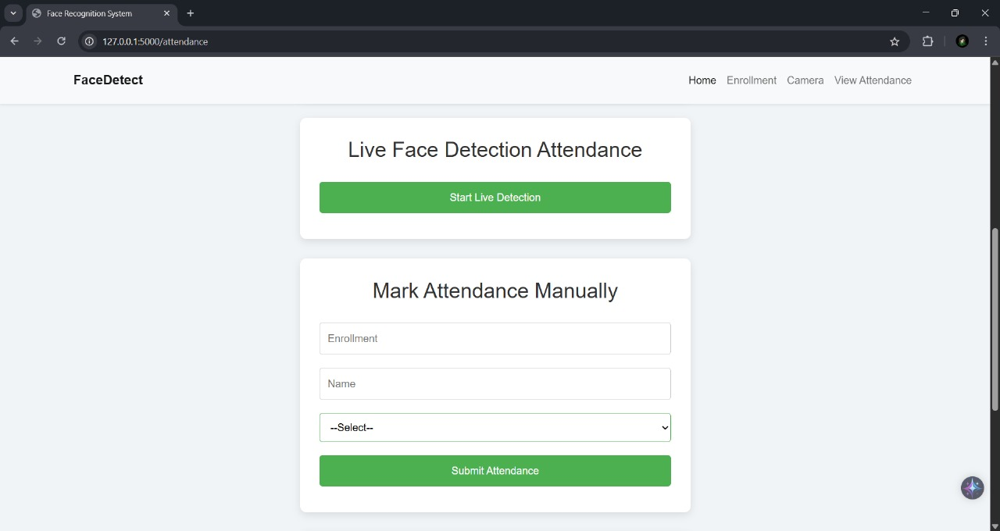 Face Recognition System
127.0.0.1:5000/attendance
FaceDetect
Home Enrollment Camera View Attendance
Live Face Detection Attendance
Start Live Detection
Mark Attendance Manually
Enrollment
Name
--Select--
Submit Attendance